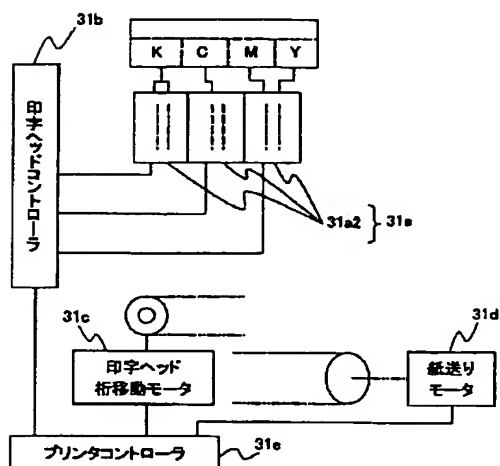 31b
K C M Y
印字ヘッドコントローラ
31a2
31a
31c
31d
印字ヘッド
桁移動モータ
紙送り
モータ
プリンタコントローラ
31e